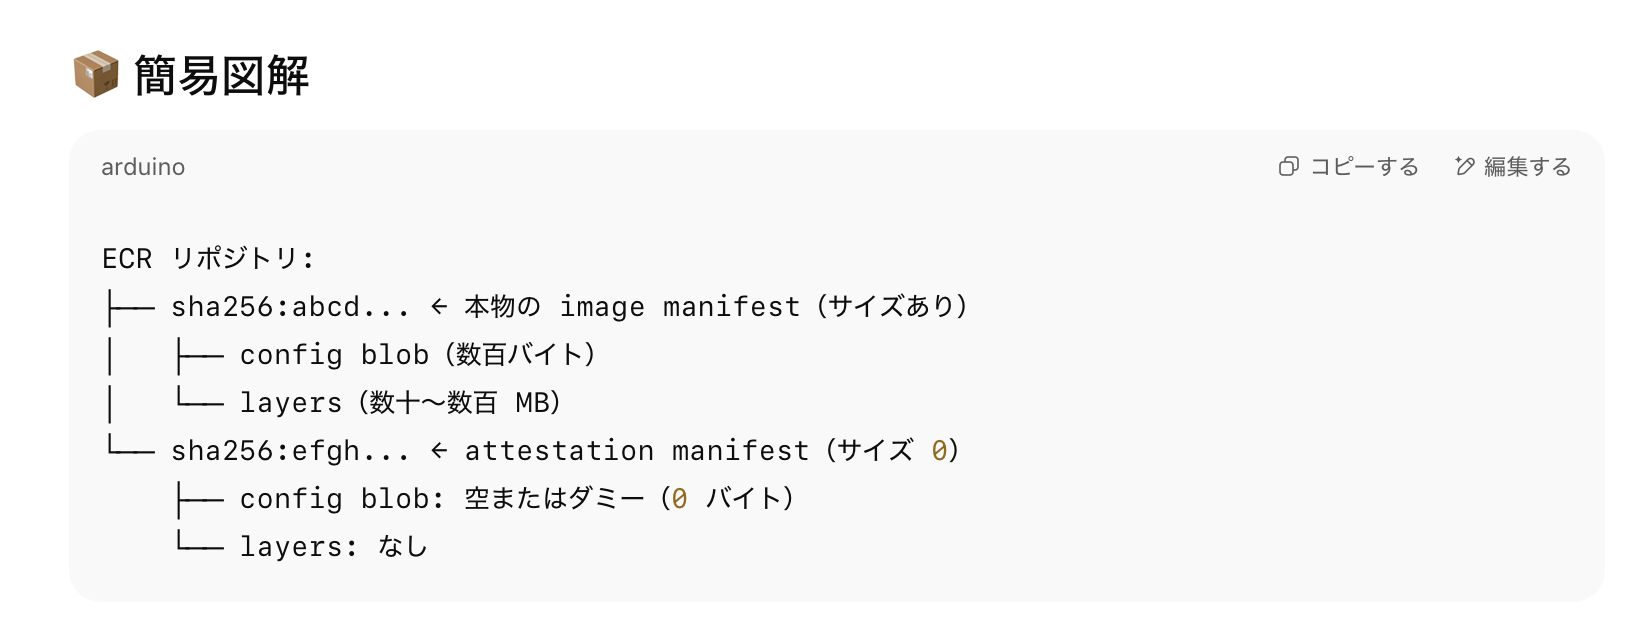 📦 簡易図解
arduino
コピーする
編集する
ECR リポジトリ:
├── sha256:abcd... ← 本物の image manifest（サイズあり）
│   ├── config blob（数百バイト）
│   └── layers（数十〜数百 MB）
└── sha256:efgh... ← attestation manifest（サイズ 0）
    ├── config blob: 空またはダミー（0 バイト）
    └── layers: なし